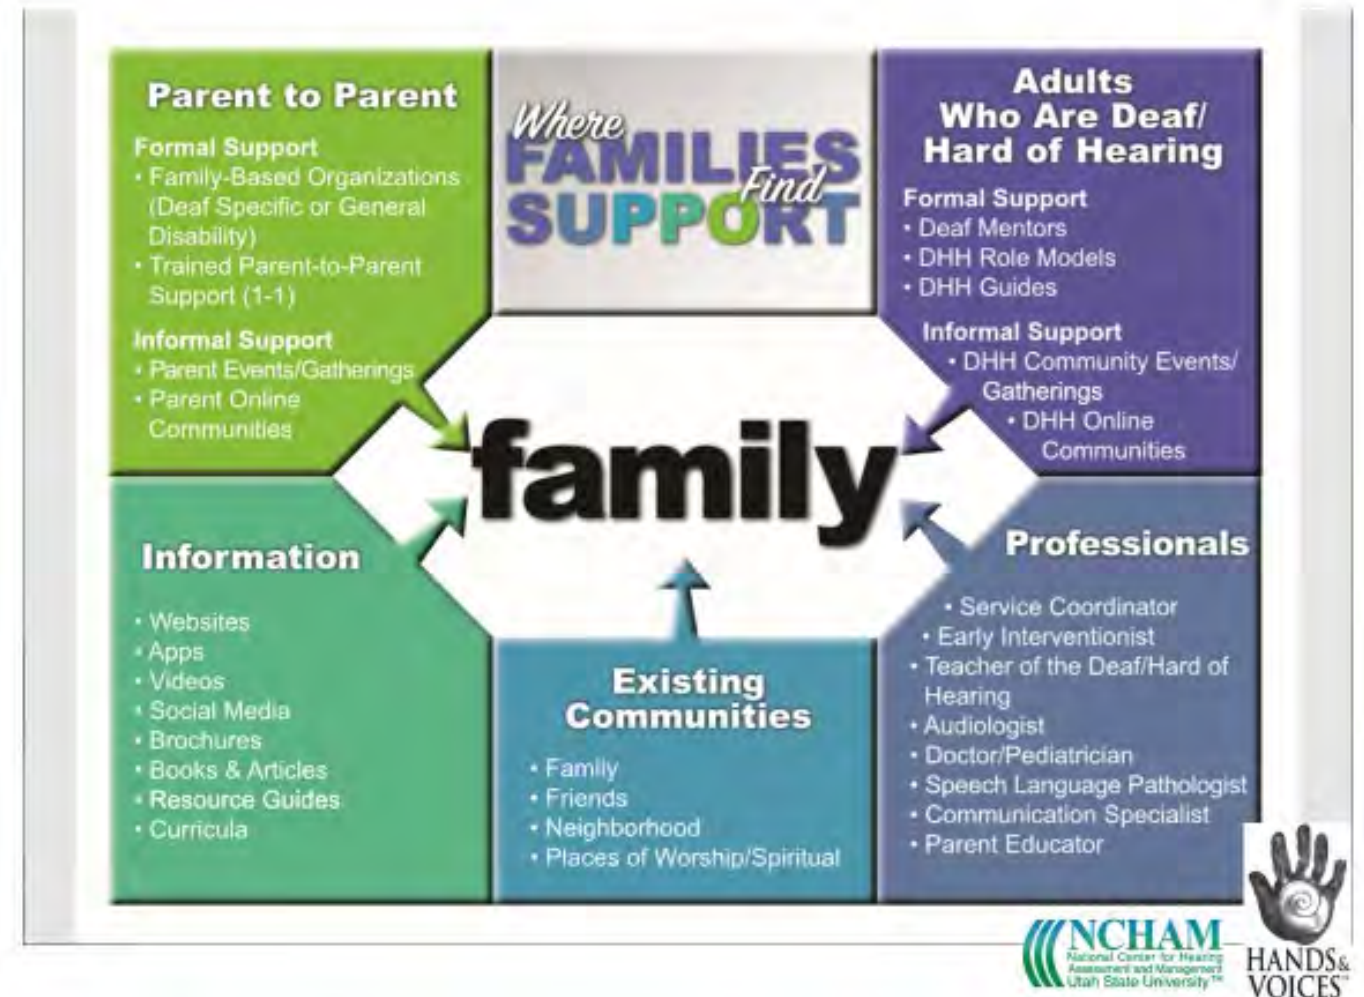 Parent to Parent
Formal Support
• Family-Based Organizations
(Deaf Specific or General
Disability)
• Trained Parent-to-Parent
Support (1-1)
Informal Support
• Parent Events/Gatherings
• Parent Online
Communities
Where
FAMILIES
Find
SUPPORT
Adults
Who Are Deaf/
Hard of Hearing
Formal Support
• Deaf Mentors
• DHH Role Models
• DHH Guides
Informal Support
• DHH Community Events/
Gatherings
• DHH Online
Communities
family
Information
• Websites
• Apps
• Videos
• Social Media
• Brochures
• Books & Articles
• Resource Guides
• Curricula
Existing
Communities
• Family
• Friends
• Neighborhood
• Places of Worship/Spiritual
Professionals
• Service Coordinator
• Early Interventionist
• Teacher of the Deaf/Hard of
Hearing
• Audiologist
• Doctor/Pediatrician
• Speech Language Pathologist
• Communication Specialist
• Parent Educator
NCHAM
National Center for Hearing
Assessment and Management
Utah State University™
HANDS &
VOICES™